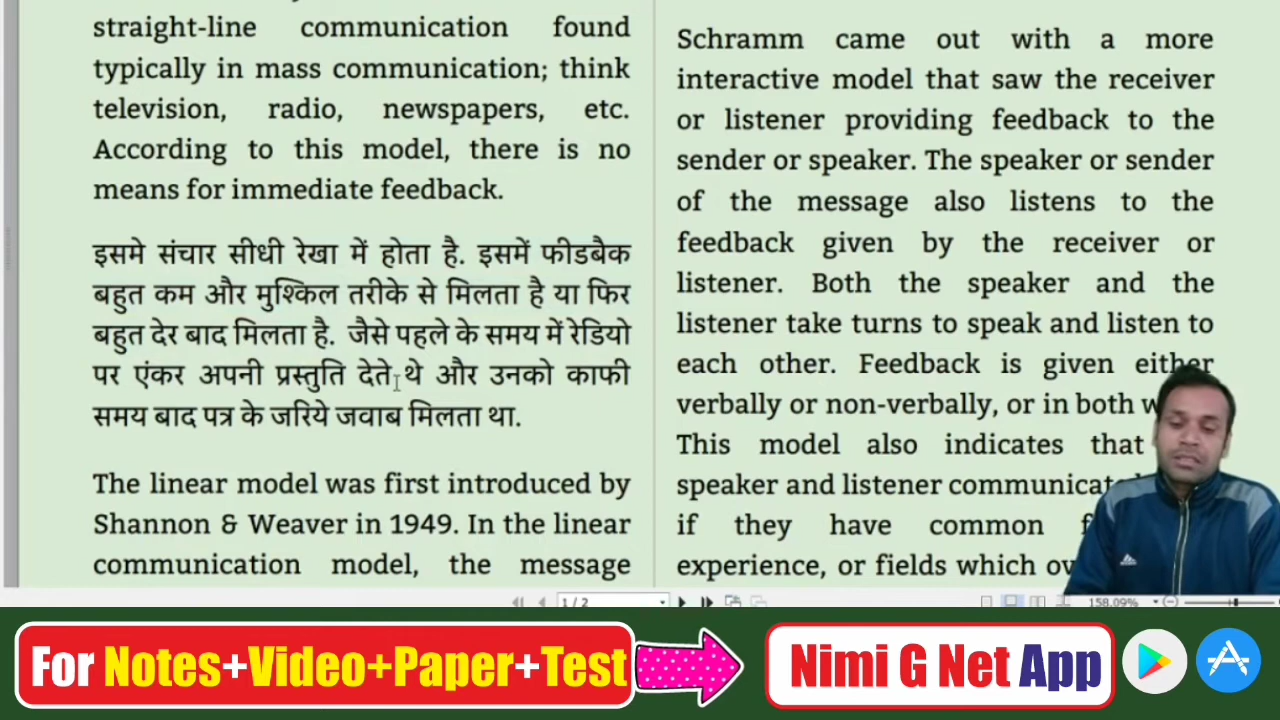 straight-line communication found
typically in mass communication; think
television, radio, newspapers, etc.
According to this model, there is no
means for immediate feedback.
इसमे संचार सीधी रेखा में होता है. इसमें फीडबैक
बहुत कम और मुश्किल तरीके से मिलता है या फिर
बहुत देर बाद मिलता है. जैसे पहले के समय में रेडियो
पर एंकर अपनी प्रस्तुति देते थे और उनको काफी
समय बाद पत्र के जरिये जवाब मिलता था.
The linear model was first introduced by
Shannon & Weaver in 1949. In the linear
communication model, the message
Schramm came out with a more
interactive model that saw the receiver
or listener providing feedback to the
sender or speaker. The speaker or sender
of the message also listens to the
feedback given by the receiver or
listener. Both the speaker and the
listener take turns to speak and listen to
each other. Feedback is given either
verbally or non-verbally, or in both
This model also indicates that
speaker and listener
if they have common
experience, or fields which
1 / 2
158.09%
For Notes+Video+Paper+Test
Nimi G Net App